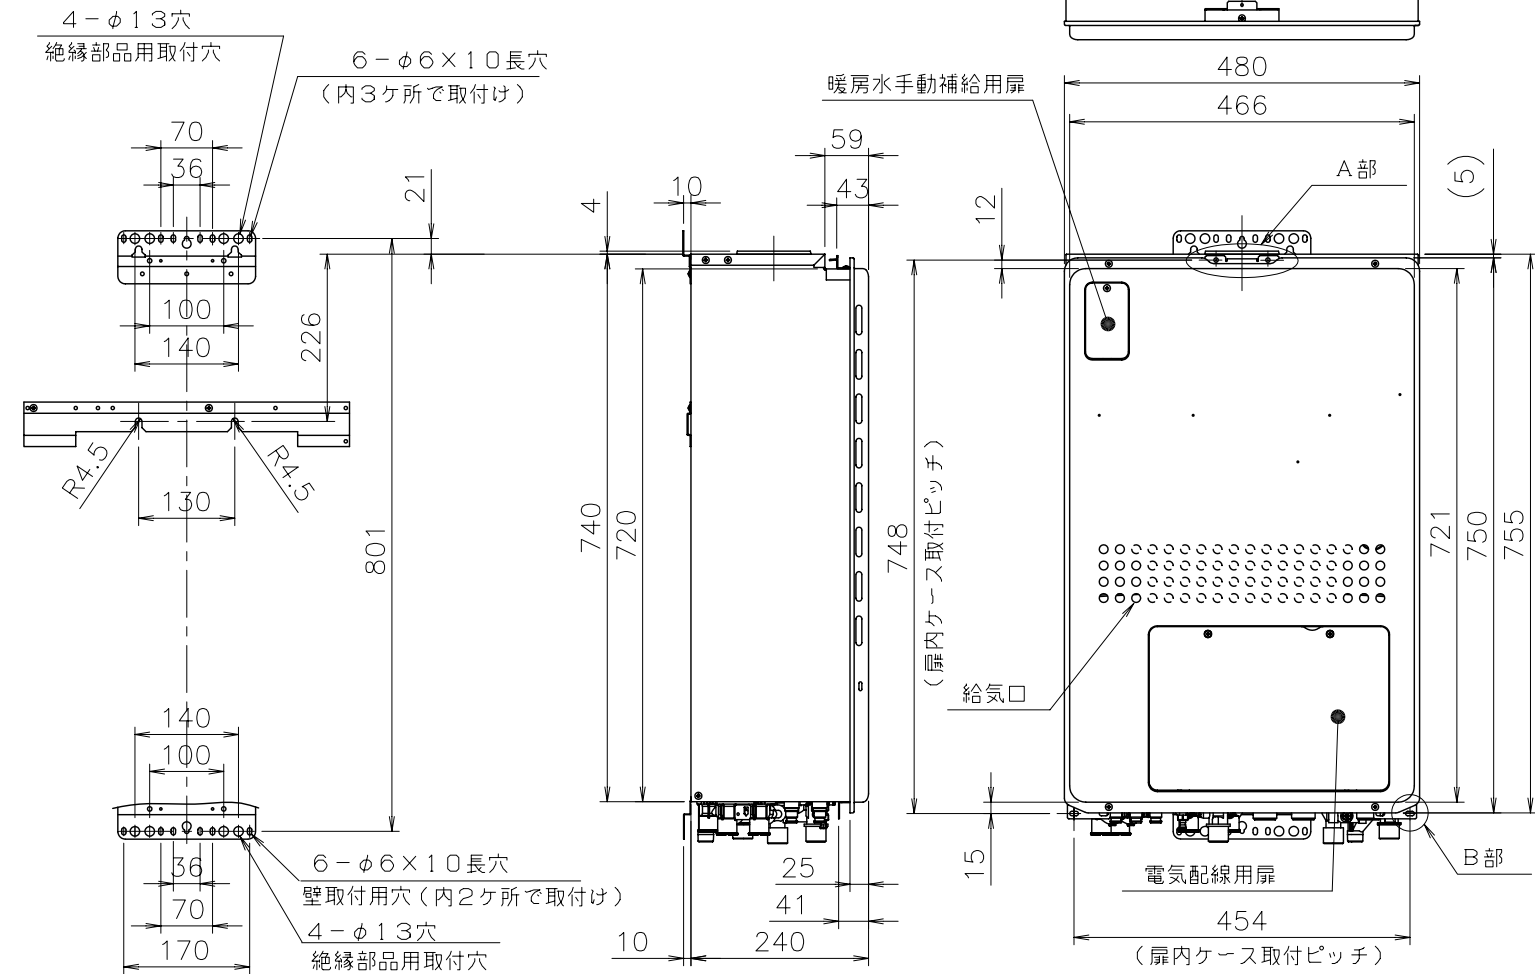 4-φ13穴
絶縁部品用取付穴
6-φ6×10長穴
(内3ケ所で取付け)
70
36
21
100
140
226
R4.5
R4.5
130
801
140
100
36
70
170
6-φ6×10長穴
壁取付用穴(内2ケ所で取付け)
4-φ13穴
絶縁部品用取付穴
59
43
10
4
740
720
25
41
10
240
480
466
暖房水手動補給用扉
A部
(5)
12
748
(扉内ケース取付ピッチ)
721
750
755
給気口
15
電気配線用扉
B部
454
(扉内ケース取付ピッチ)